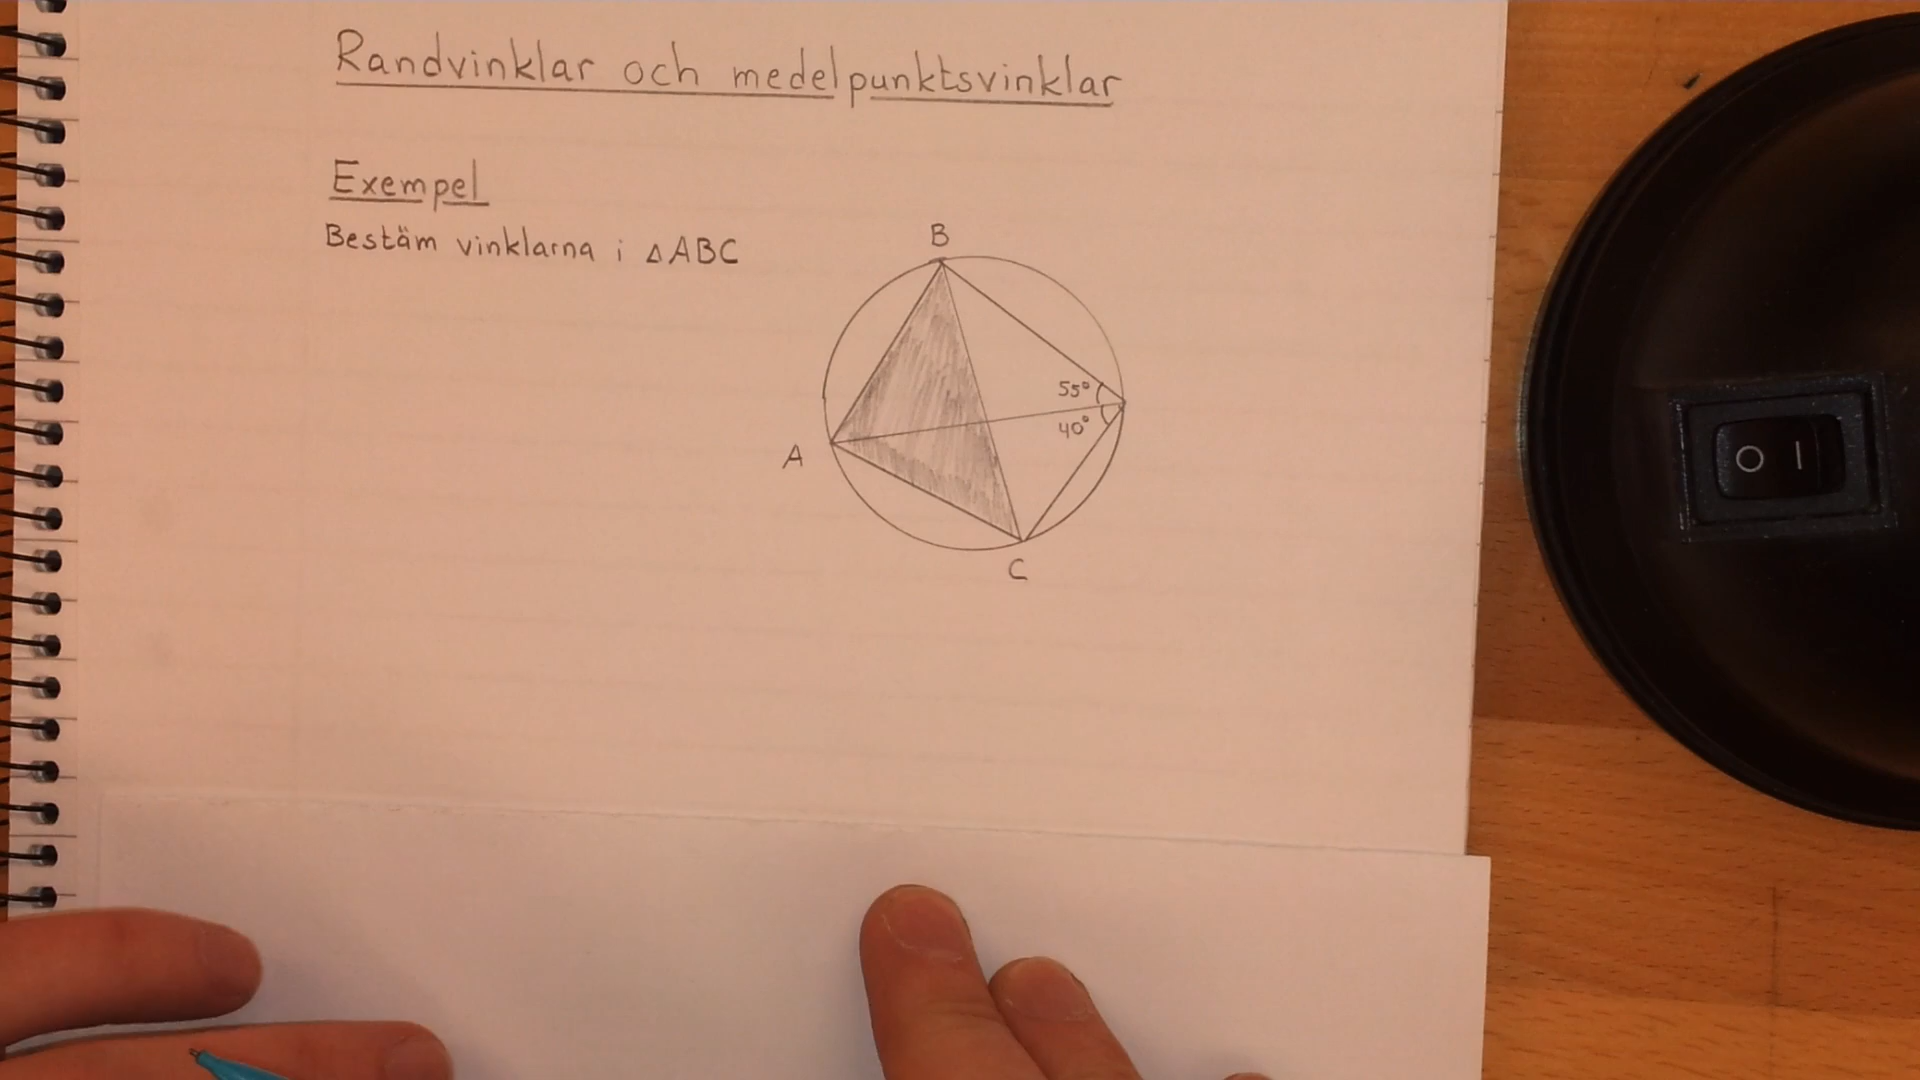 Randvinklar och medelpunktsvinklar
Exempel
Bestäm vinklarna i △ABC
B
55°
40°
A
C
O I